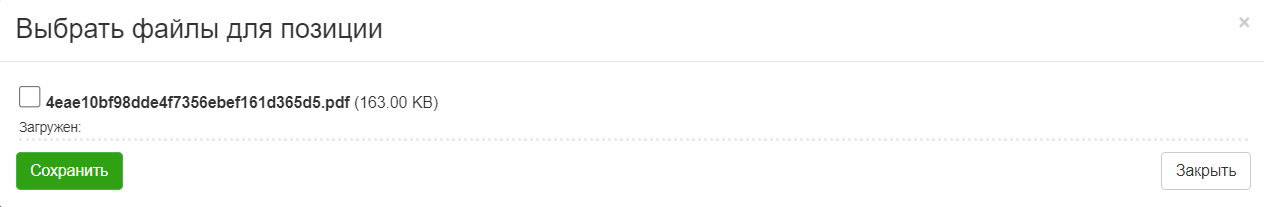 Выбрать файлы для позиции
×
4eae10bf98dde4f7356ebef161d365d5.pdf (163.00 KB)
Загружен:
Сохранить
Закрыть